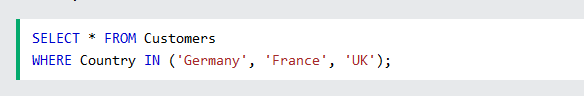 SELECT * FROM Customers
WHERE Country IN ('Germany', 'France', 'UK');